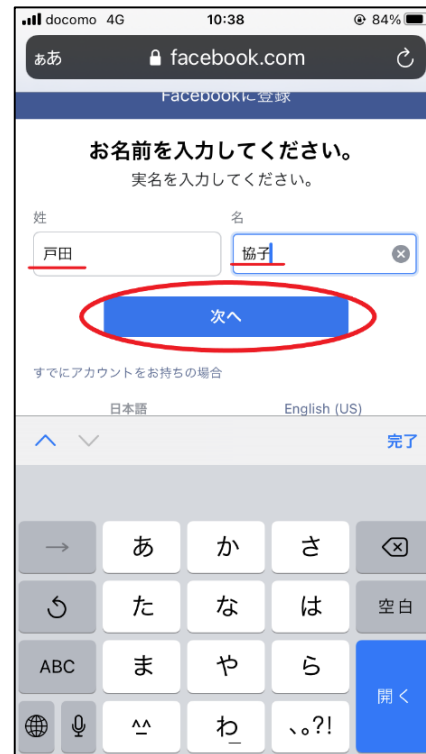 docomo 4G 10:38 84%
ぁあ facebook.com
Facebookに登録
お名前を入力してください。
実名を入力してください。
姓 名
戸田 協子
次へ
すでにアカウントをお持ちの場合
日本語 English (US)
完了
→ あ か さ
た な は 空白
ABC ま や ら
^^ わ 、。?! 開く